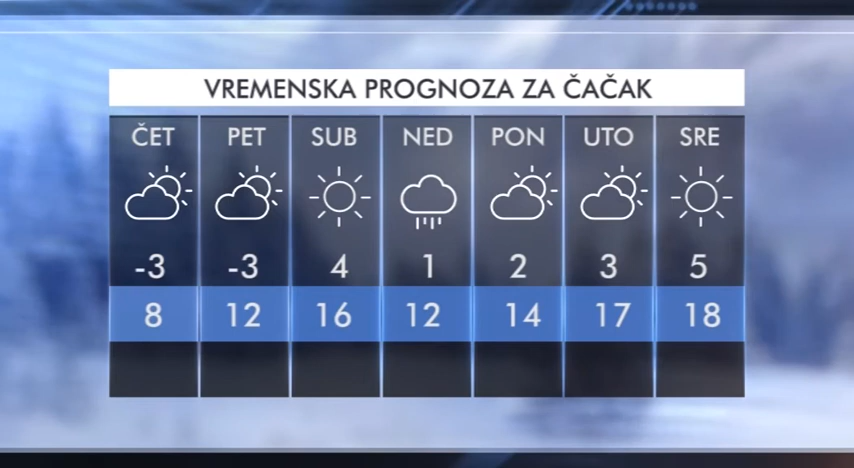 VREMENSKA PROGNOZA ZA ČAČAK
ČET PET SUB NED PON UTO SRE
-3 -3 4 1 2 3 5
8 12 16 12 14 17 18